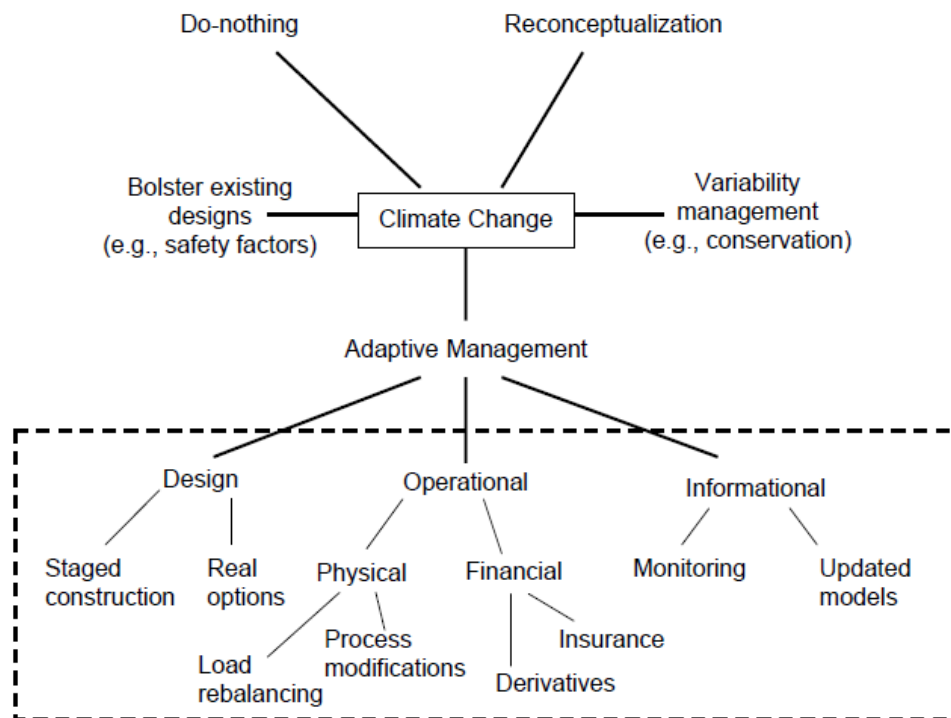 Do-nothing
Reconceptualization
Bolster existing
designs
(e.g., safety factors)
Climate Change
Variability
management
(e.g., conservation)
Adaptive Management
Design
Operational
Informational
Staged
construction
Real
options
Physical
Financial
Monitoring
Updated
models
Load
rebalancing
Process
modifications
Insurance
Derivatives